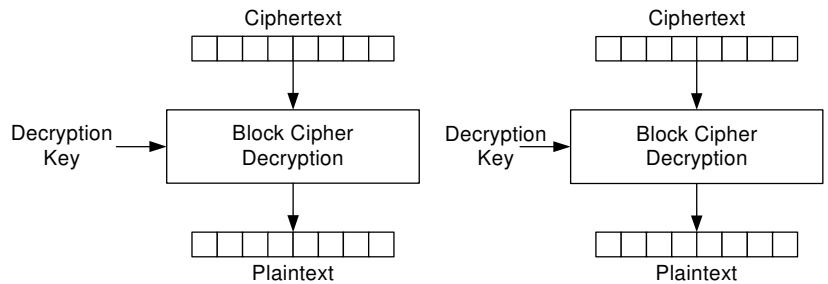 Ciphertext
Decryption
Key
Block Cipher
Decryption
Plaintext
Ciphertext
Decryption
Key
Block Cipher
Decryption
Plaintext